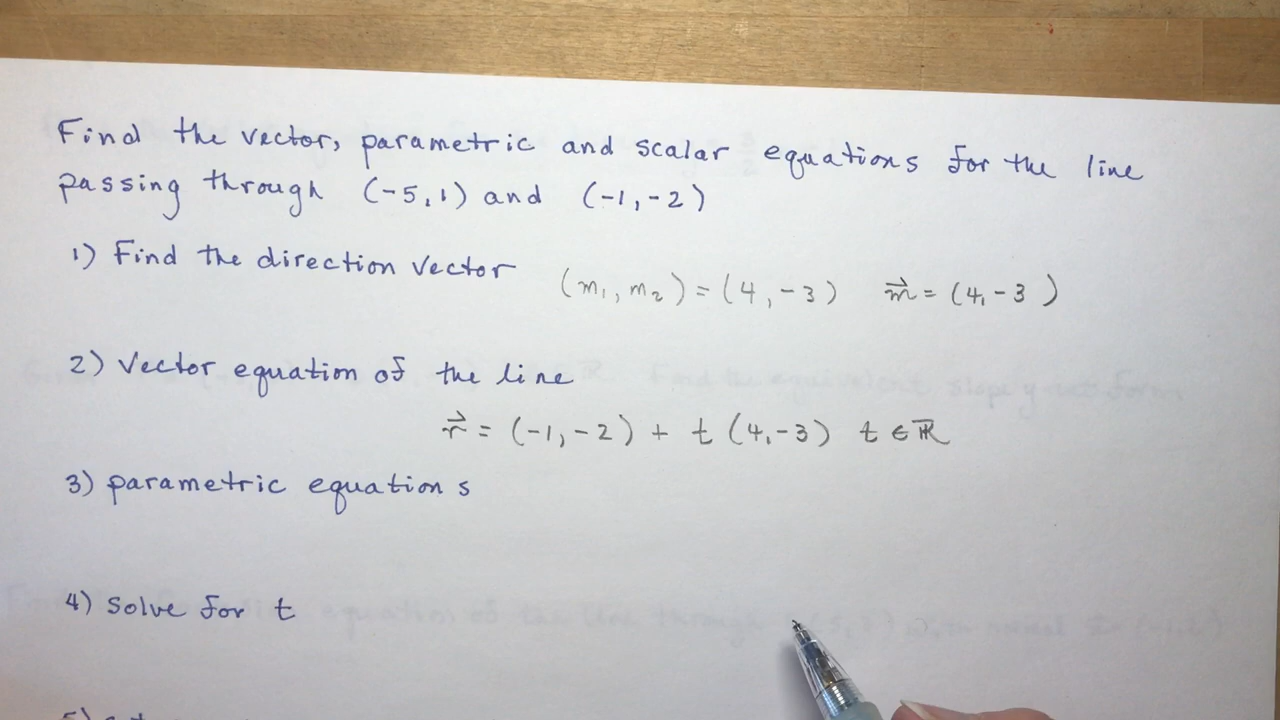 Find the vector, parametric and scalar equations for the line
passing through (-5,1) and (-1,-2)
1) Find the direction vector (m₁, m₂) = (4, -3) m⃗ = (4, -3)
2) Vector equation of the line
r⃗ = (-1, -2) + t (4, -3) t ∈ ℝ
3) parametric equations
4) Solve for t
5)